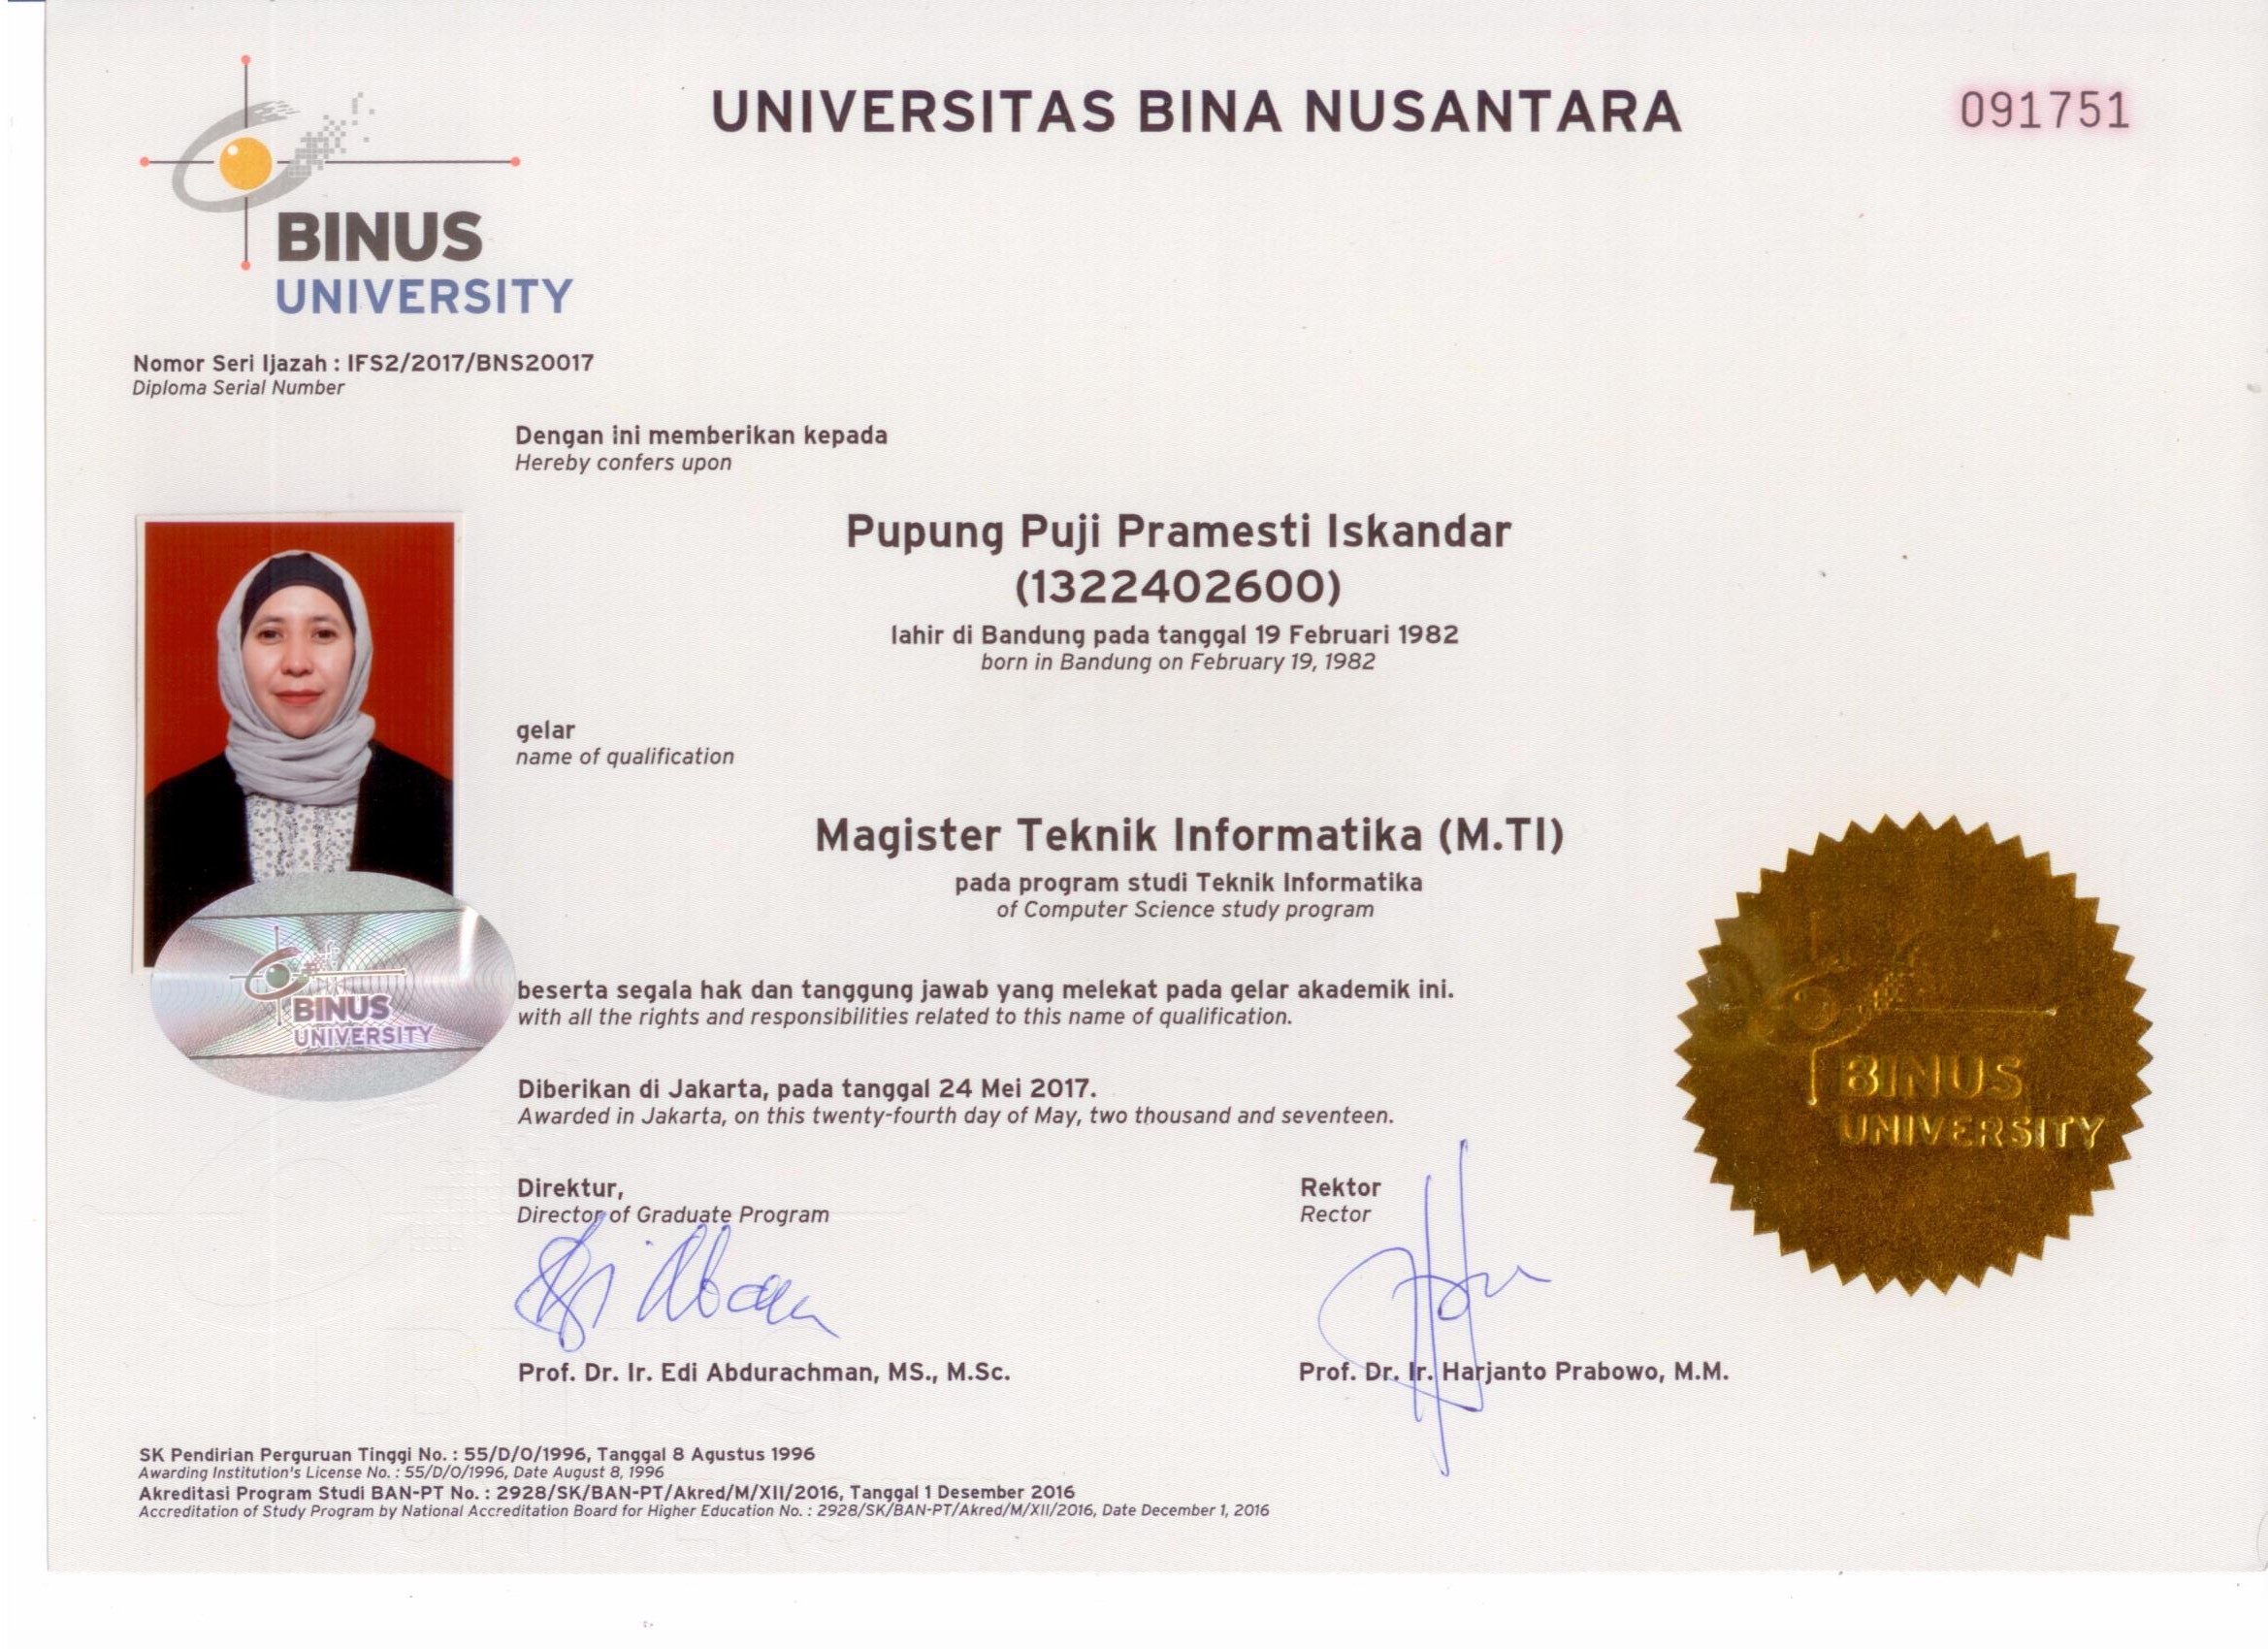 UNIVERSITAS BINA NUSANTARA
091751
BINUS
UNIVERSITY
Nomor Seri Ijazah : IFS2/2017/BNS20017
Diploma Serial Number
Dengan ini memberikan kepada
Hereby confers upon
Pupung Puji Pramesti Iskandar
(1322402600)
lahir di Bandung pada tanggal 19 Februari 1982
born in Bandung on February 19, 1982
gelar
name of qualification
Magister Teknik Informatika (M.TI)
pada program studi Teknik Informatika
of Computer Science study program
beserta segala hak dan tanggung jawab yang melekat pada gelar akademik ini.
with all the rights and responsibilities related to this name of qualification.
BINUS
UNIVERSITY
Diberikan di Jakarta, pada tanggal 24 Mei 2017.
Awarded in Jakarta, on this twenty-fourth day of May, two thousand and seventeen.
BINUS
UNIVERSITY
Direktur,
Director of Graduate Program
Rektor
Rector
Prof. Dr. Ir. Edi Abdurachman, MS., M.Sc.
Prof. Dr. Ir. Harjanto Prabowo, M.M.
SK Pendirian Perguruan Tinggi No. : 55/D/O/1996, Tanggal 8 Agustus 1996
Awarding Institution's License No. : 55/D/O/1996, Date August 8, 1996
Akreditasi Program Studi BAN-PT No. : 2928/SK/BAN-PT/Akred/M/XII/2016, Tanggal 1 Desember 2016
Accreditation of Study Program by National Accreditation Board for Higher Education No. : 2928/SK/BAN-PT/Akred/M/XII/2016, Date December 1, 2016